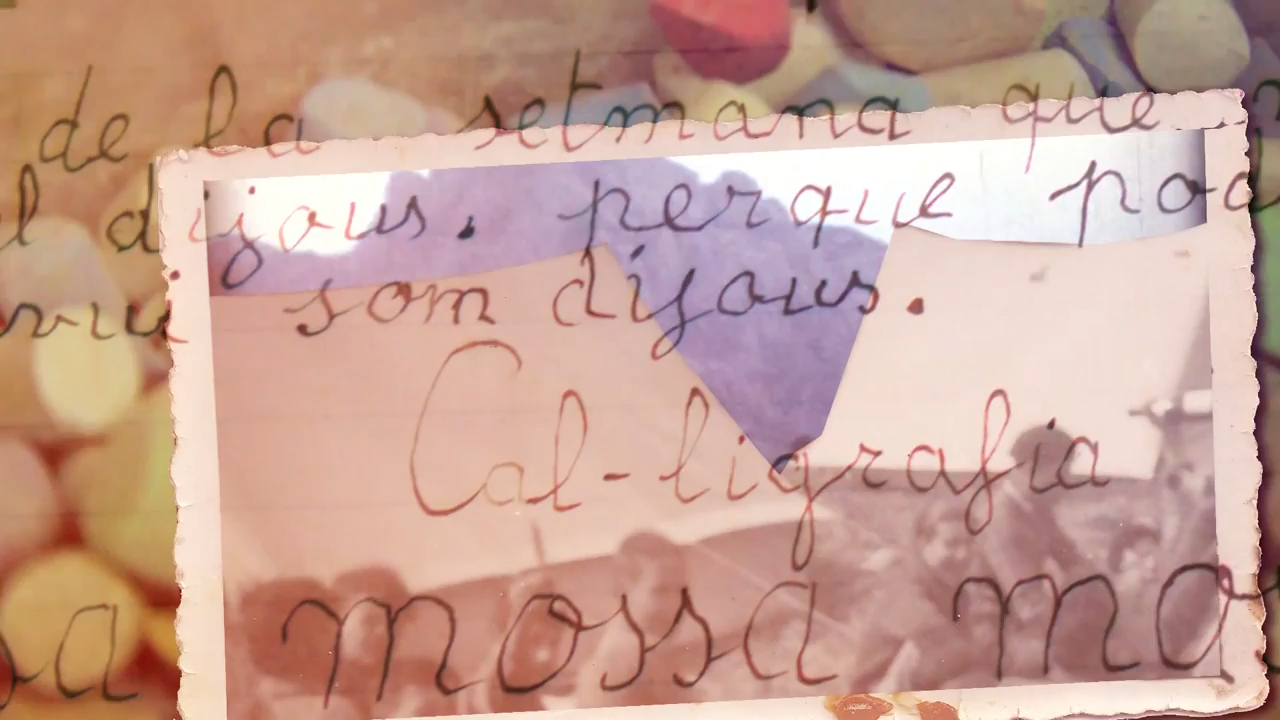 de la setmana que
dijous. perque
som dijous.
Cal-ligrafia
mossa